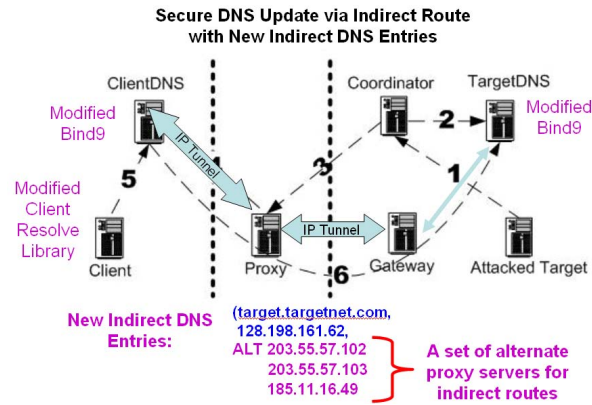 Secure DNS Update via Indirect Route
with New Indirect DNS Entries
ClientDNS
Coordinator
TargetDNS
Modified
Bind9
Modified
Bind9
2
IP Tunnel
3
1
5
Modified
Client
Resolve
Library
IP Tunnel
Client
Proxy
6
Gateway
Attacked Target
New Indirect DNS
Entries:
(target.targetnet.com,
128.198.161.62,
ALT 203.55.57.102
203.55.57.103
185.11.16.49
A set of alternate
proxy servers for
indirect routes